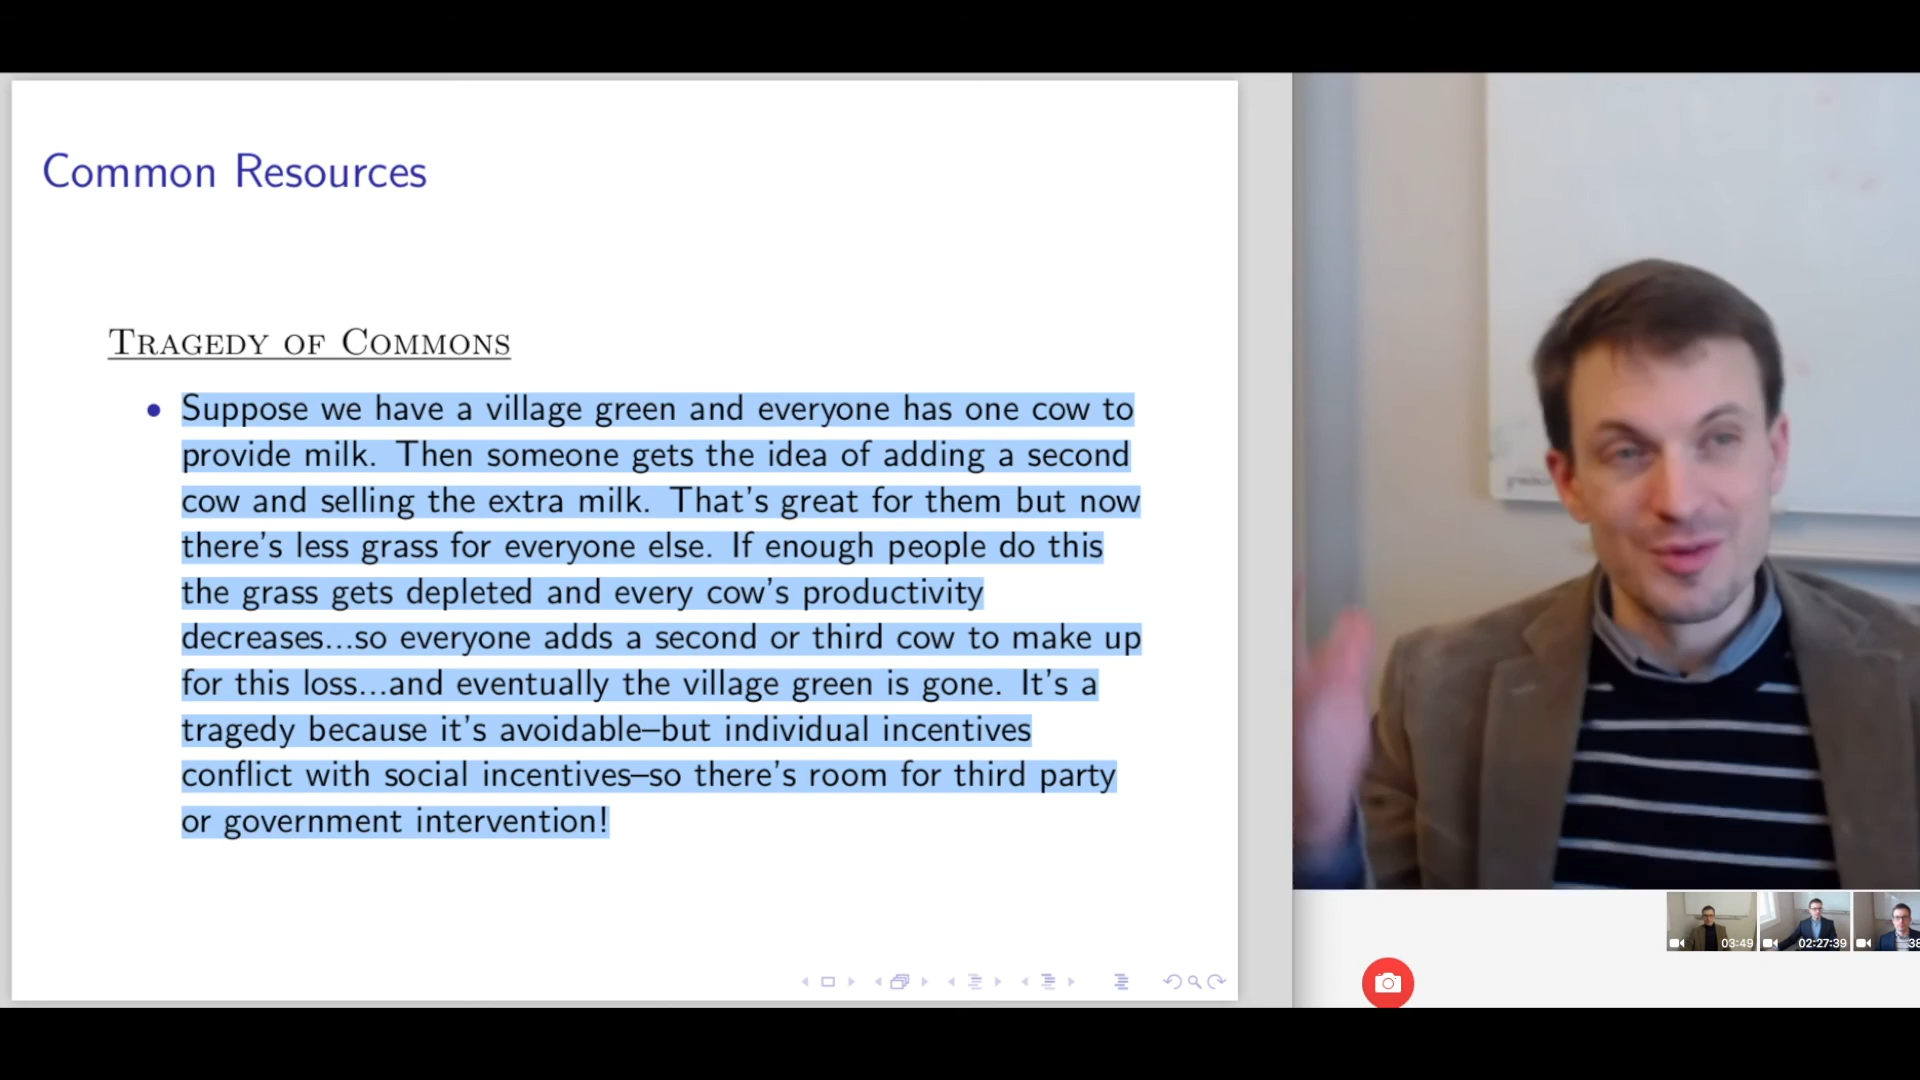 Common Resources
Tragedy of Commons
Suppose we have a village green and everyone has one cow to
provide milk. Then someone gets the idea of adding a second
cow and selling the extra milk. That's great for them but now
there's less grass for everyone else. If enough people do this
the grass gets depleted and every cow's productivity
decreases...so everyone adds a second or third cow to make up
for this loss...and eventually the village green is gone. It's a
tragedy because it's avoidable–but individual incentives
conflict with social incentives–so there's room for third party
or government intervention!
03:49
02:27:39
38